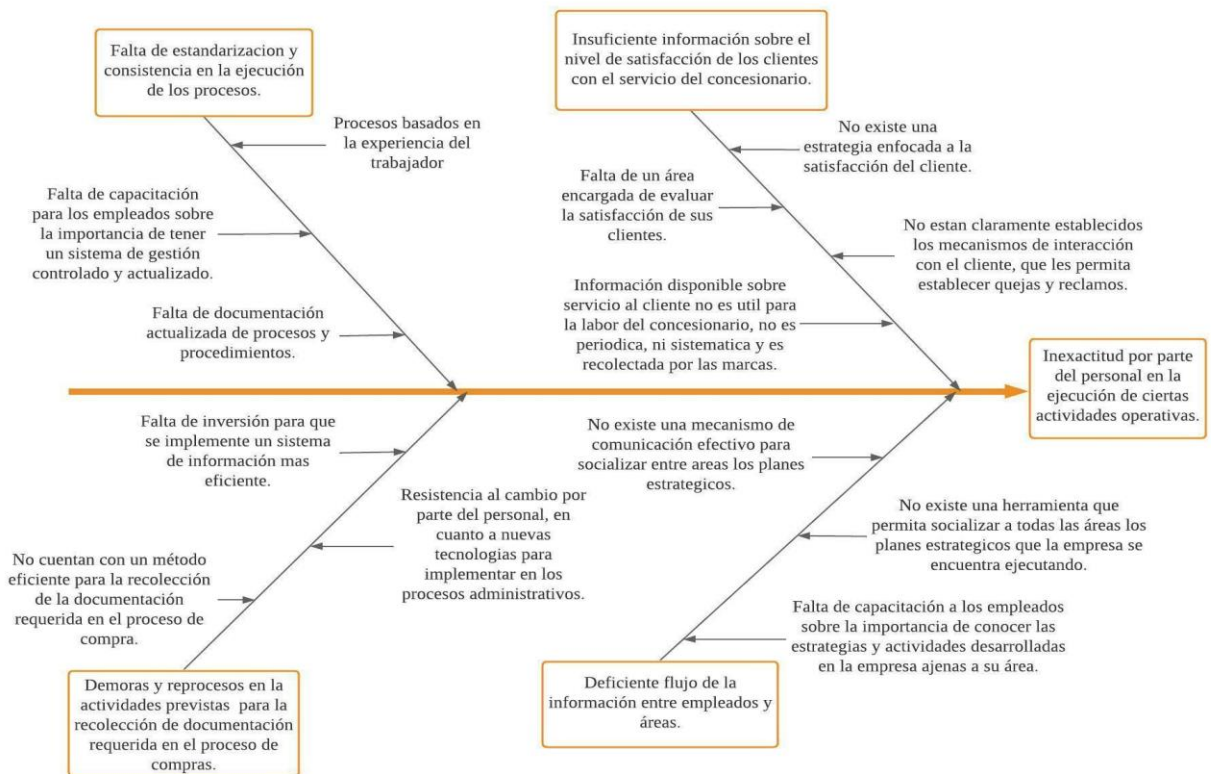 Falta de estandarizacion y
consistencia en la ejecución
de los procesos.
Procesos basados en
la experiencia del
trabajador
Falta de capacitación
para los empleados sobre
la importancia de tener
un sistema de gestión
controlado y actualizado.
Falta de documentación
actualizada de procesos y
procedimientos.
Insuficiente información sobre el
nivel de satisfacción de los clientes
con el servicio del concesionario.
No existe una
estrategia enfocada a la
satisfacción del cliente.
Falta de un área
encargada de evaluar
la satisfacción de sus
clientes.
No estan claramente establecidos
los mecanismos de interacción
con el cliente, que les permita
establecer quejas y reclamos.
Información disponible sobre
servicio al cliente no es util para
la labor del concesionario, no es
periodica, ni sistematica y es
recolectada por las marcas.
Inexactitud por parte
del personal en la
ejecución de ciertas
actividades operativas.
Falta de inversión para que
se implemente un sistema
de información mas
eficiente.
Resistencia al cambio por
parte del personal, en
cuanto a nuevas
tecnologias para
implementar en los
procesos administrativos.
No cuentan con un método
eficiente para la recolección
de la documentación
requerida en el proceso de
compra.
Demoras y reprocesos en la
actividades previstas para la
recolección de documentación
requerida en el proceso de
compras.
No existe una mecanismo de
comunicación efectivo para
socializar entre areas los planes
estrategicos.
No existe una herramienta que
permita socializar a todas las áreas los
planes estrategicos que la empresa se
encuentra ejecutando.
Falta de capacitación a los empleados
sobre la importancia de conocer las
estrategias y actividades desarrolladas
en la empresa ajenas a su área.
Deficiente flujo de la
información entre empleados y
áreas.